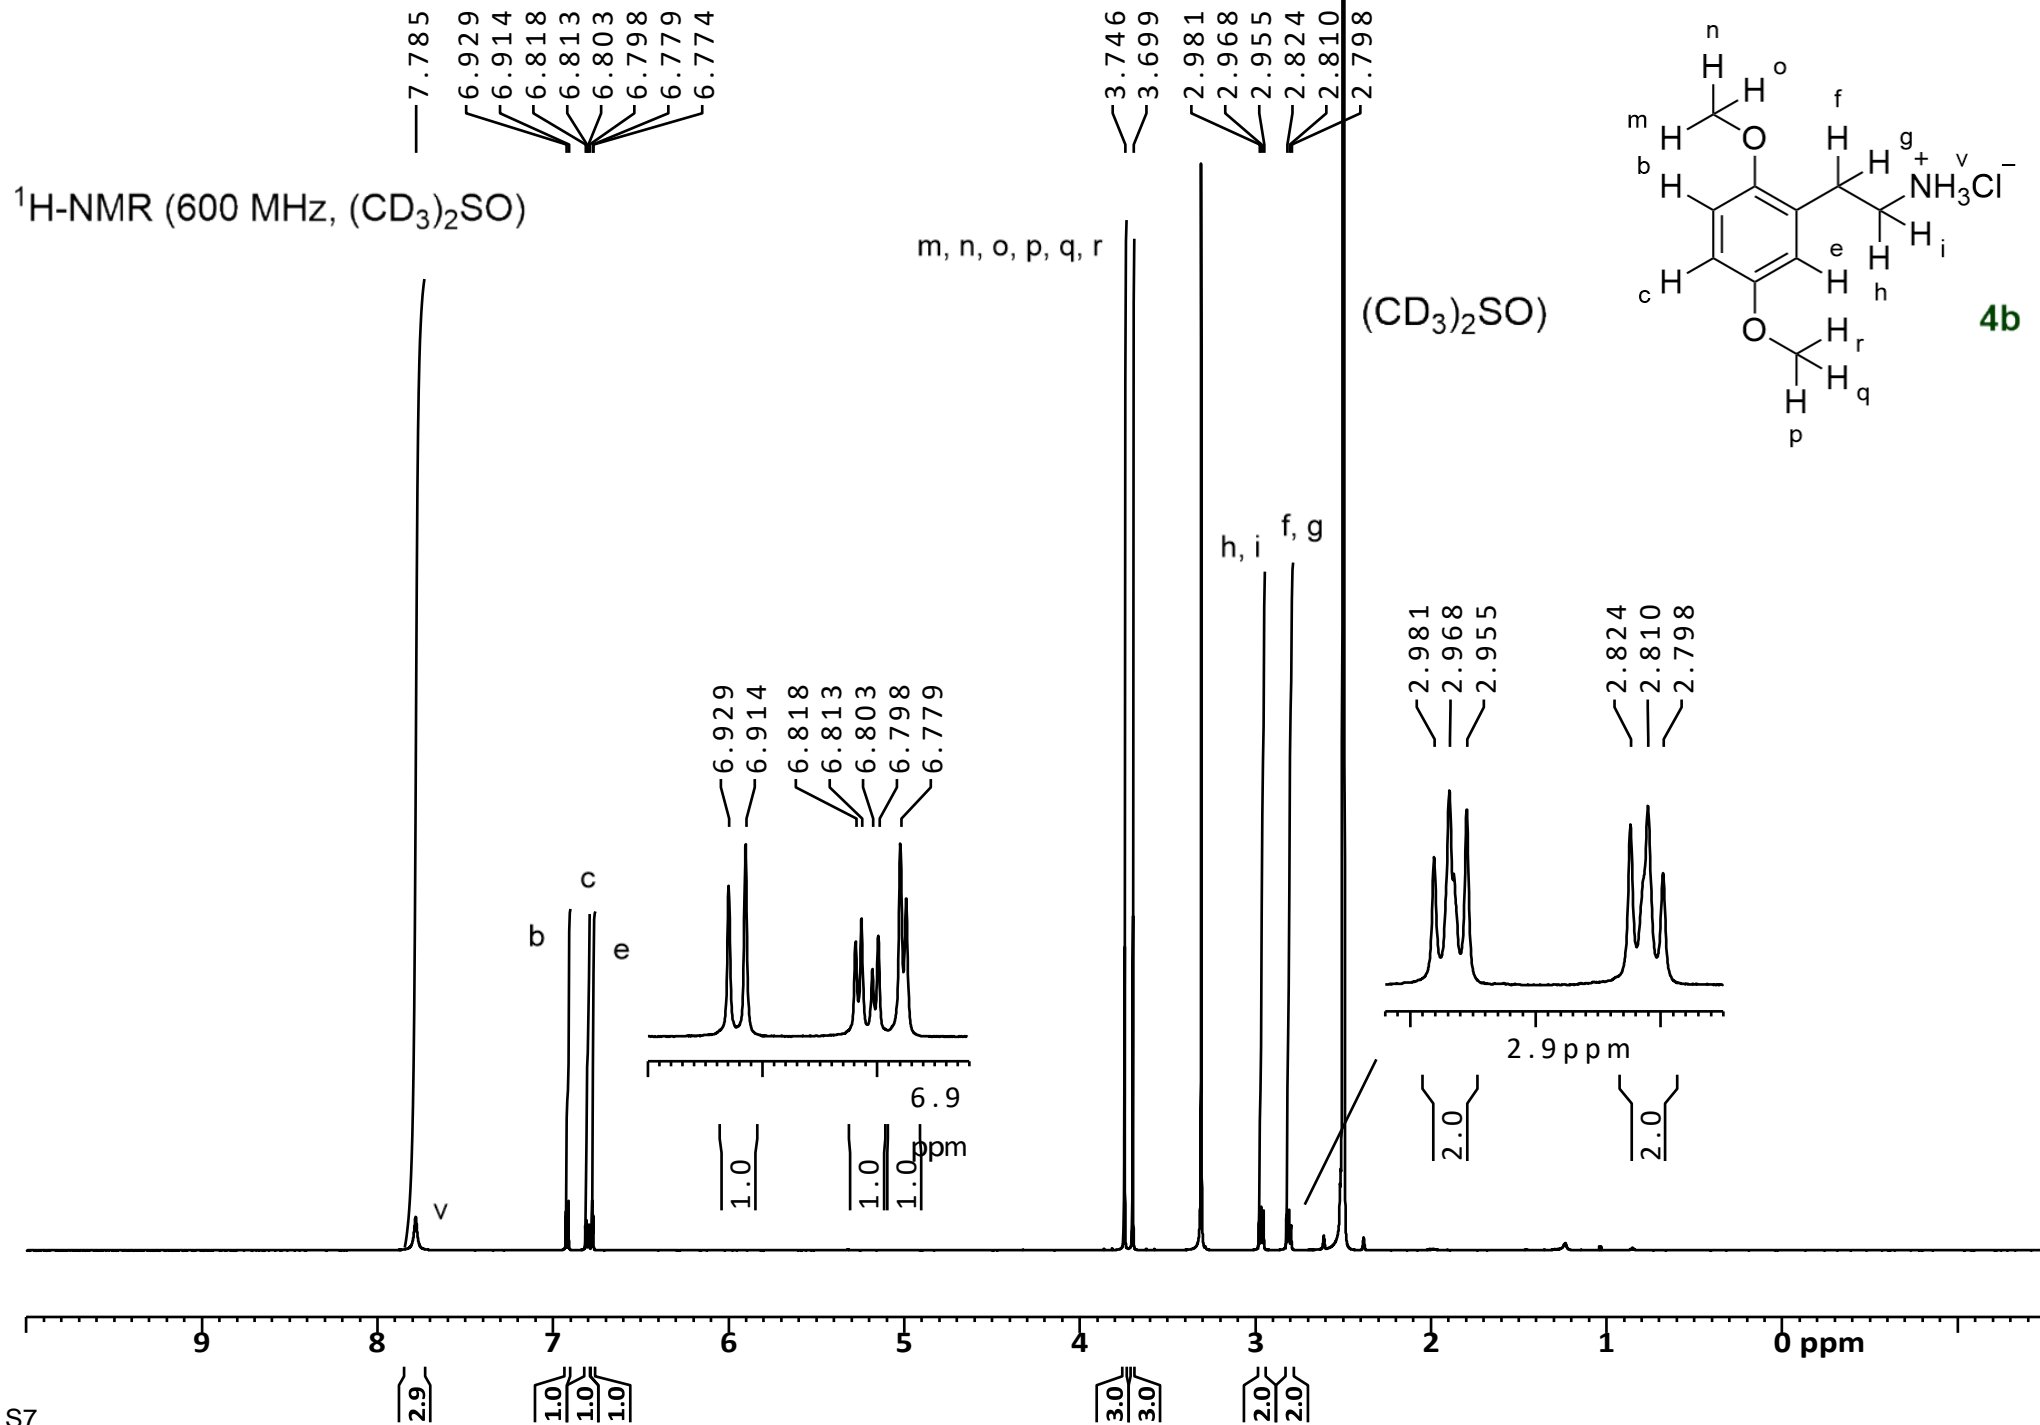 7.785
6.929
6.914
6.818
6.813
6.803
6.798
6.779
6.774
3.746
3.699
2.981
2.968
2.955
2.824
2.810
2.798
¹H-NMR (600 MHz, (CD₃)₂SO)
n
H
o
H
m
H
O
f
H
g
H
b
H
+
v
–
NH₃Cl
H
i
H
h
e
H
c
H
O
H
r
H
q
H
p
4b
m, n, o, p, q, r
(CD₃)₂SO)
h, i
f, g
2.981
2.968
2.955
2.824
2.810
2.798
6.929
6.914
6.818
6.813
6.803
6.798
6.779
c
b
e
2.9ppm
6.9
ppm
1.0
1.0
1.0
2.0
2.0
v
9 8 7 6 5 4 3 2 1 0 ppm
2.9
1.0
1.0
1.0
3.0
3.0
2.0
2.0
S7